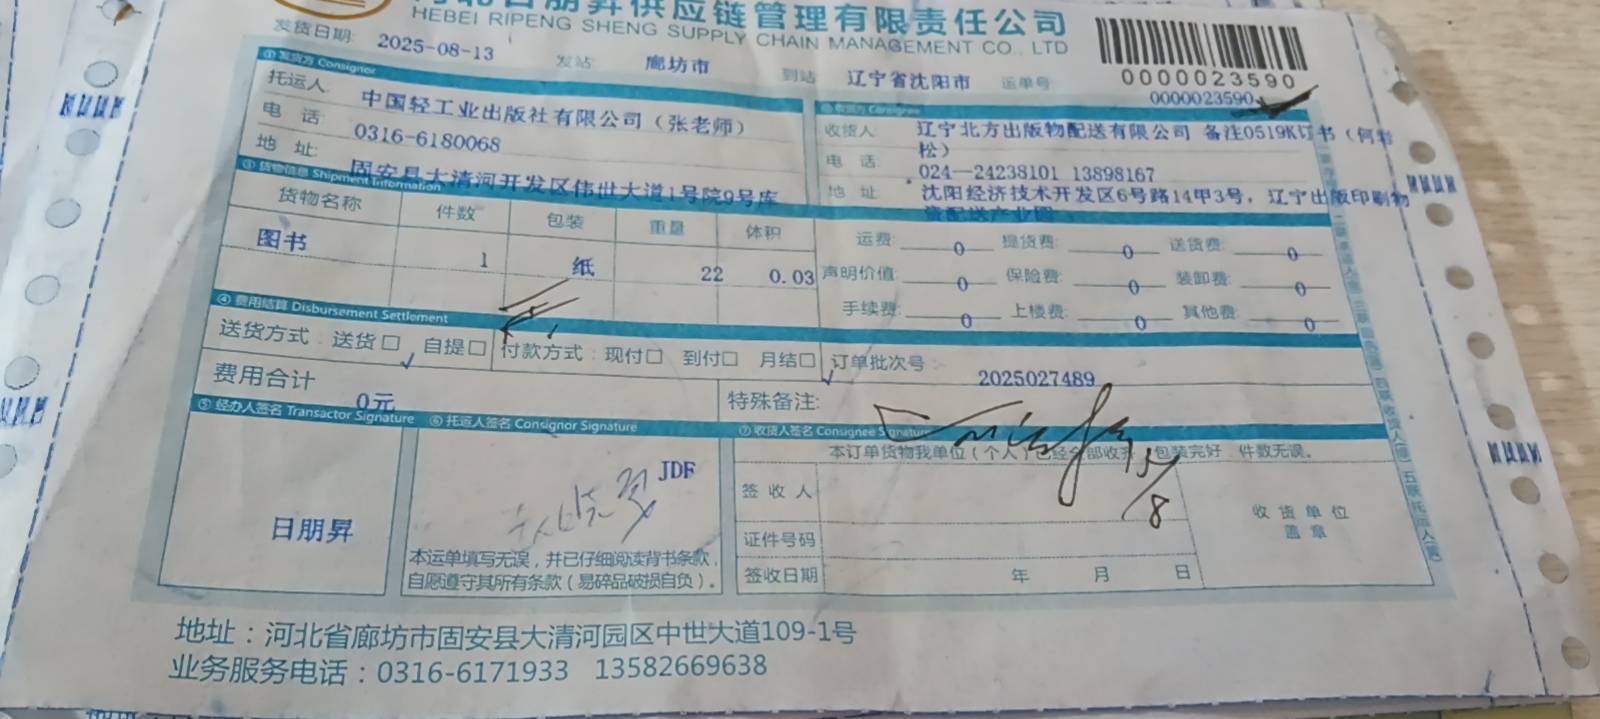 河北日朋昇供应链管理有限责任公司
HEBEI RIPENG SHENG SUPPLY CHAIN MANAGEMENT CO., LTD
发货日期: 2025-08-13 发站 廊坊市 到站 辽宁省沈阳市 运单号:
0000023590
0000023590
① 发货方 Consignor
托运人: 中国轻工业出版社有限公司（张老师）
电 话: 0316-6180068
地 址: 固安县大清河开发区伟世大道1号院9号库
② 收货方 Consignee
收货人: 辽宁北方出版物配送有限公司 备注0519K订书（何
松）
电 话: 024—24238101 13898167
地 址: 沈阳经济技术开发区6号路14甲3号，辽宁出版印刷物
资配送产业园
③ 货物信息 Shipment Information
货物名称 件数 包装 重量 体积
图书 1 纸 22 0.03
运费: 0 提货费: 0 送货费: 0
声明价值: 0 保险费: 0 装卸费: 0
手续费: 0 上楼费: 0 其他费: 0
④ 费用结算 Disbursement Settlement
送货方式: 送货□ 自提□ 付款方式: 现付□ 到付□ 月结□ 订单批次号
2025027489
费用合计 0元
特殊备注:
⑤ 经办人签名 Transactor Signature
日朋昇
⑥ 托运人签名 Consignor Signature
JDF
本运单填写无误，并已仔细阅读背书条款，
自愿遵守其所有条款（易碎品破损自负）。
⑦ 收货人签名 Consugnee Signature
本订单货物我单位（个人）已经全部收齐，包装完好，件数无误。
15/8
签 收 人
证件号码
签收日期 年 月 日
收 货 单 位
盖 章
地址：河北省廊坊市固安县大清河园区中世大道109-1号
业务服务电话：0316-6171933 13582669638